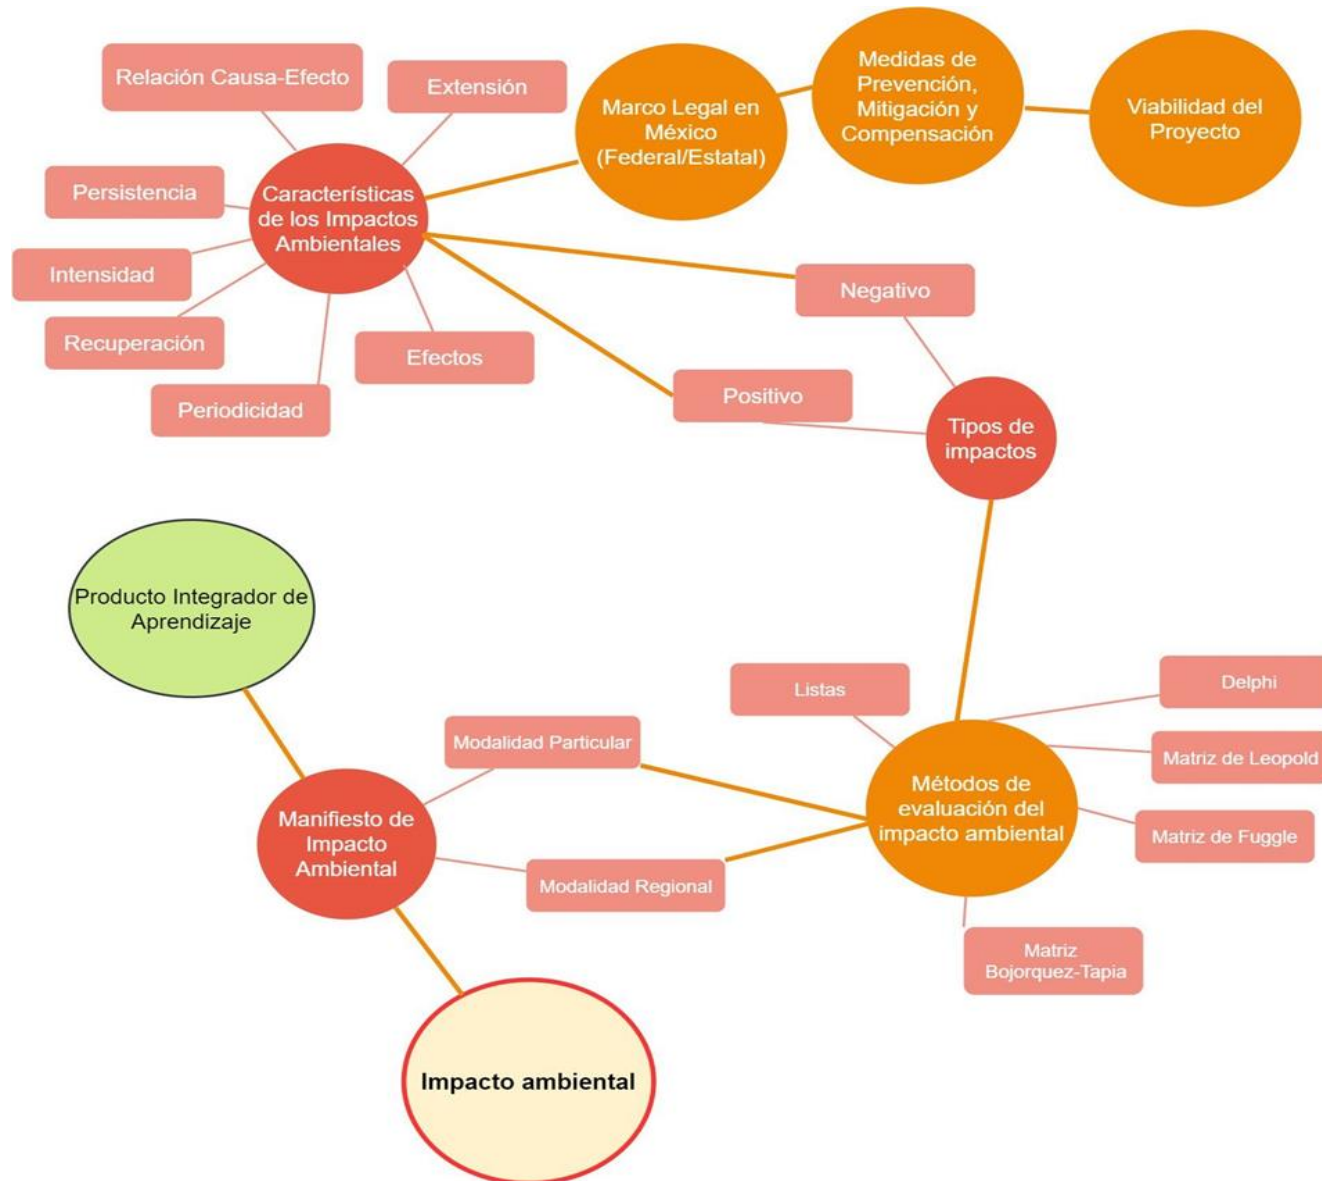 Relación Causa-Efecto
Extensión
Persistencia
Características
de los Impactos
Ambientales
Intensidad
Recuperación
Periodicidad
Efectos
Marco Legal en
México
(Federal/Estatal)
Medidas de
Prevención,
Mitigación y
Compensación
Viabilidad del
Proyecto
Negativo
Positivo
Tipos de
impactos
Producto Integrador de
Aprendizaje
Listas
Delphi
Modalidad Particular
Matriz de Leopold
Métodos de
evaluación del
impacto ambiental
Manifiesto de
Impacto
Ambiental
Matriz de Fuggle
Modalidad Regional
Matriz
Bojorquez-Tapia
Impacto ambiental